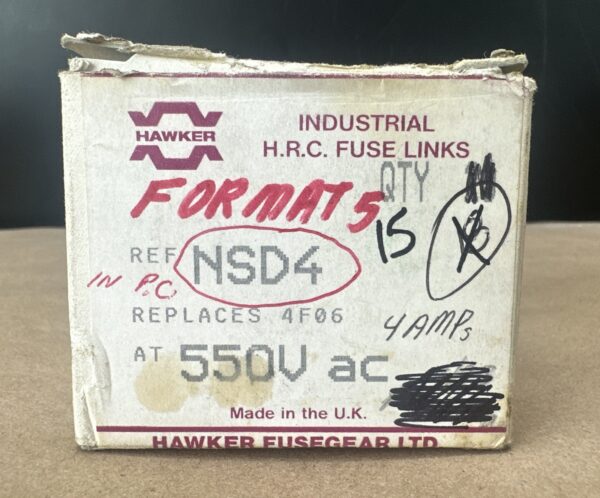 HAWKER
INDUSTRIAL
H.R.C. FUSE LINKS
QTY
FORMAT 5
15
REF NSD4
IN P.C
REPLACES 4F06
4 AMPs
AT 550V ac
Made in the U.K.
HAWKER FUSEGEAR LTD